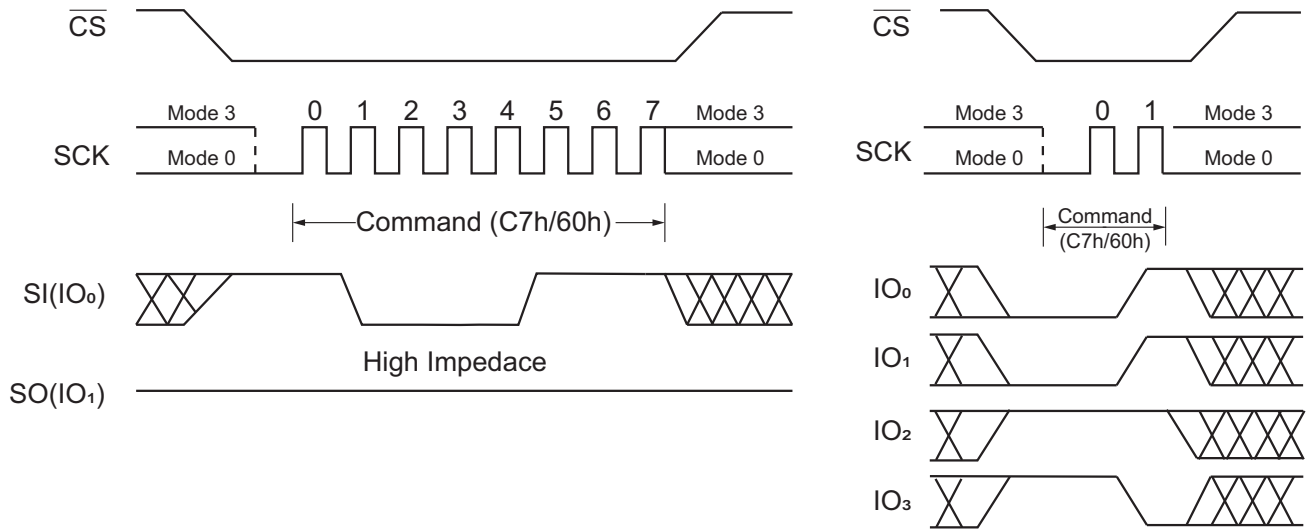 CS
Mode 3 0 1 2 3 4 5 6 7 Mode 3
SCK
Mode 0 Mode 0
Command (C7h/60h)
SI(IO₀)
High Impedace
SO(IO₁)
CS
Mode 3 0 1 Mode 3
SCK
Mode 0 Mode 0
Command
(C7h/60h)
IO₀
IO₁
IO₂
IO₃